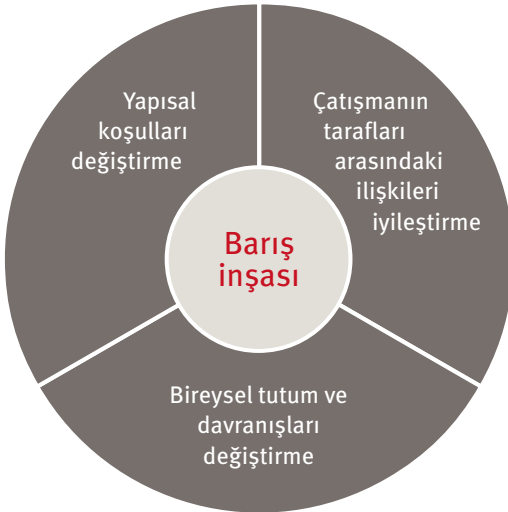 Yapısal
koşulları
değiştirme
Çatışmanın
tarafları
arasındaki
ilişkileri
iyileştirme
Barış
inşası
Bireysel tutum ve
davranışları
değiştirme